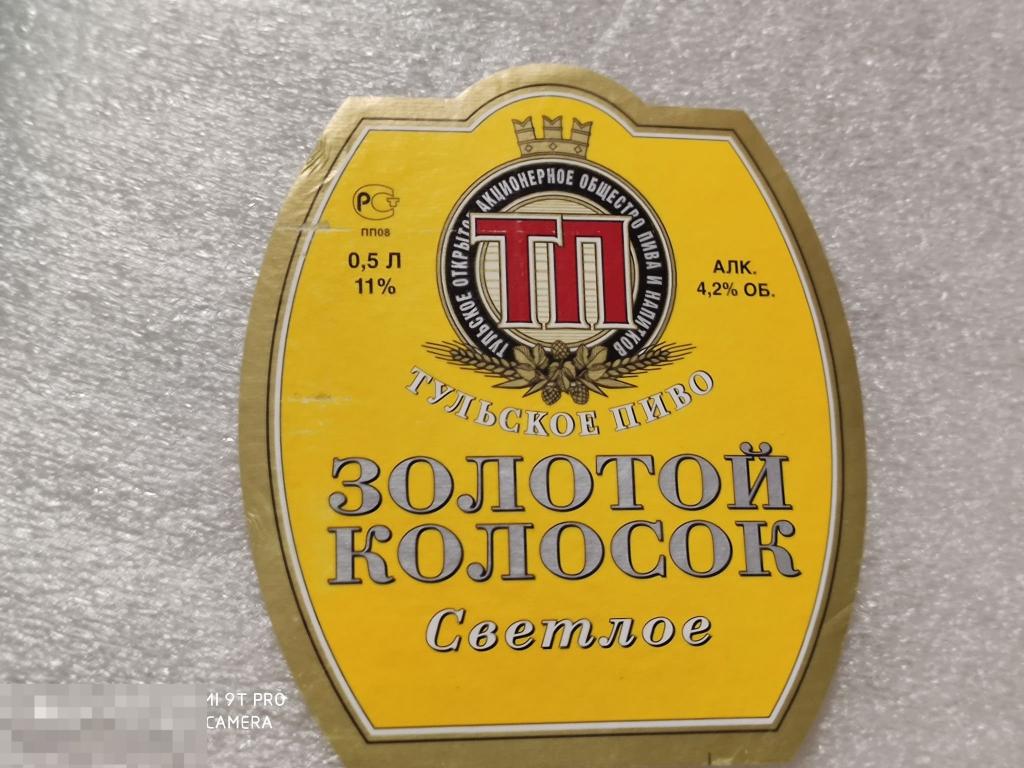 ТУЛЬСКОЕ ОТКРЫТОЕ АКЦИОНЕРНОЕ ОБЩЕСТВО ПИВА И НАПИТКОВ
ТП
РСТ
ПП08
0,5 Л
11%
АЛК.
4,2% ОБ.
ТУЛЬСКОЕ ПИВО
ЗОЛОТОЙ
КОЛОСОК
Светлое
MI 9T PRO
CAMERA